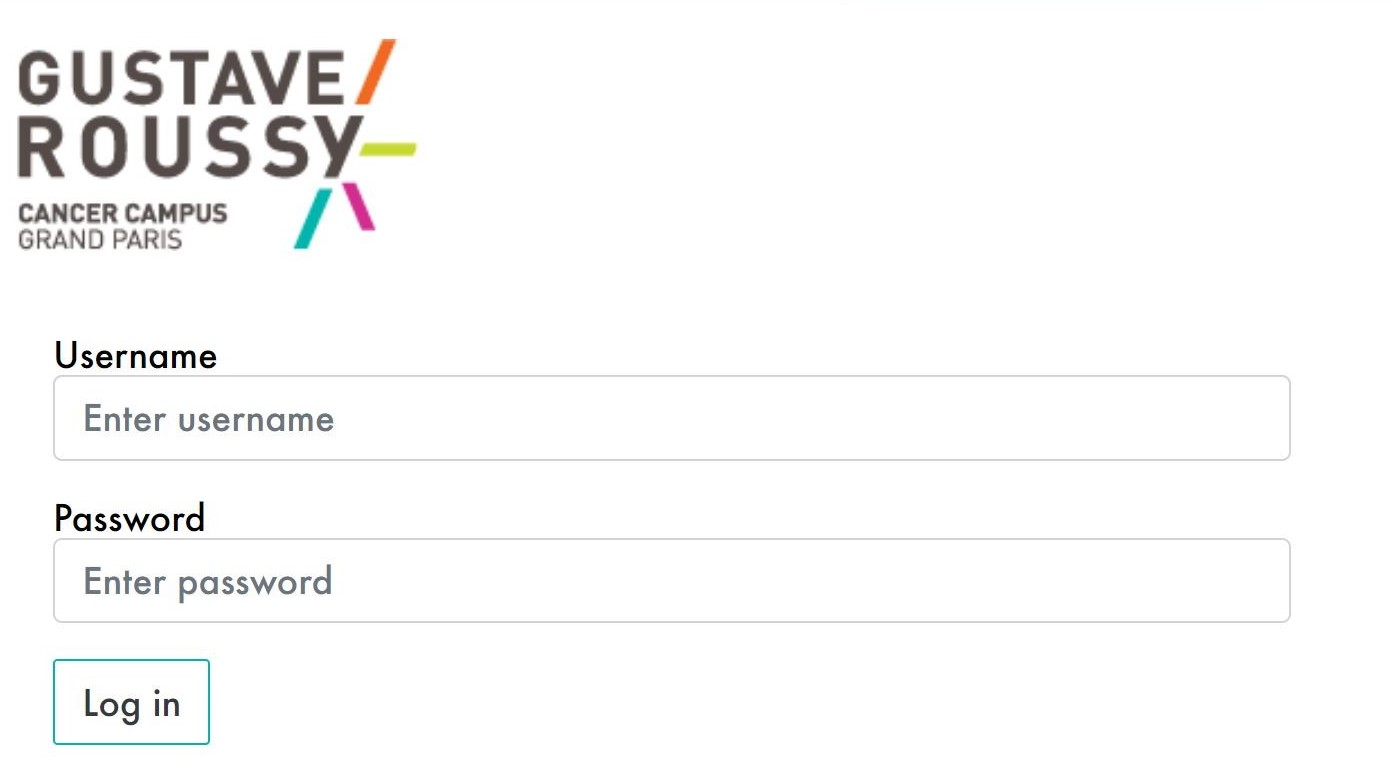 GUSTAVE
ROUSSY
CANCER CAMPUS
GRAND PARIS
Username
Enter username
Password
Enter password
Log in